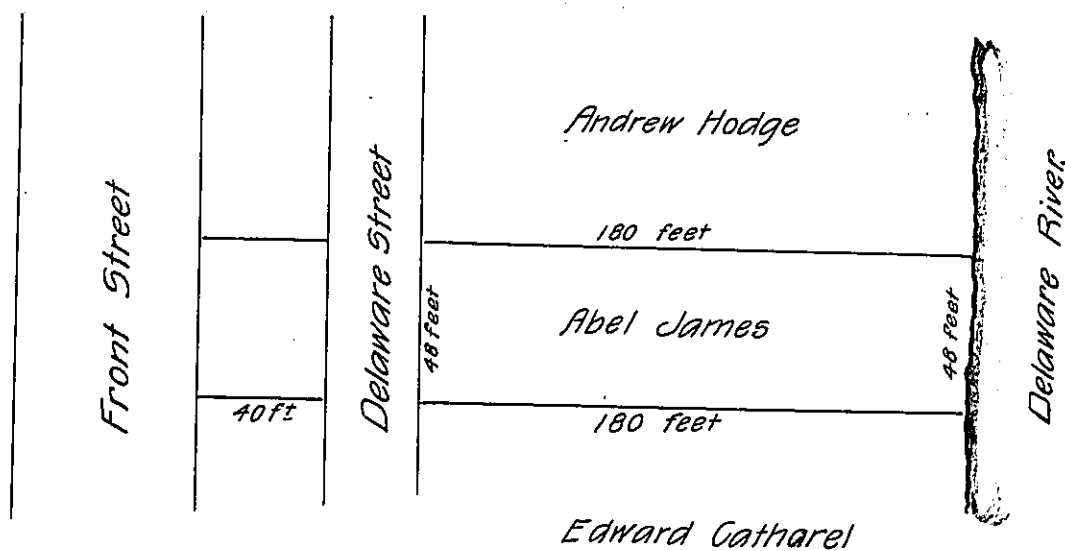 Front Street
40 ft
Delaware Street
Andrew Hodge
180 feet
48 feet
Abel James
48 feet
180 feet
Edward Catharel
Delaware River.